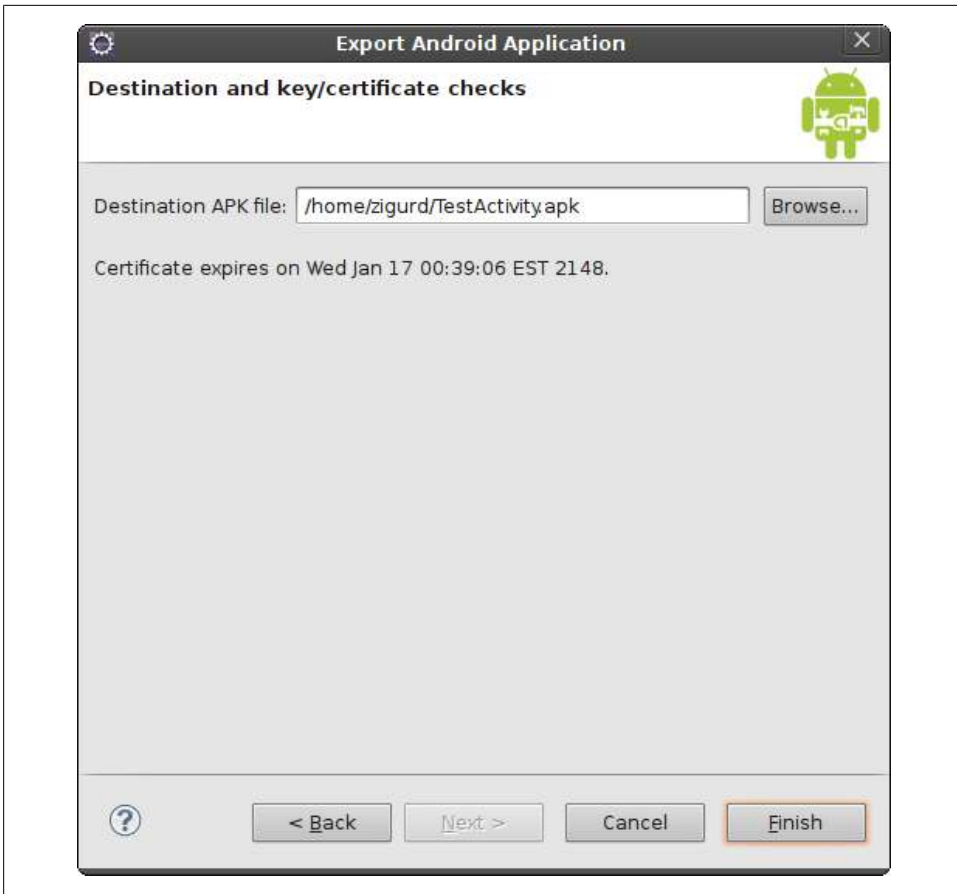 Export Android Application
Destination and key/certificate checks
Destination APK file: /home/zigurd/TestActivity.apk Browse...
Certificate expires on Wed Jan 17 00:39:06 EST 2148.
? < Back Next > Cancel Finish